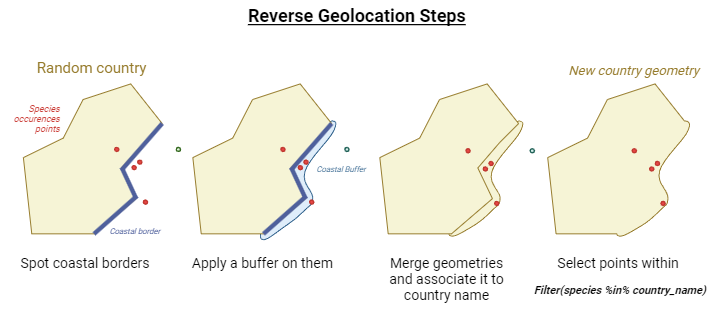 Reverse Geolocation Steps
Random country
New country geometry
Species
occurences
points
Coastal Buffer
Coastal border
Spot coastal borders
Apply a buffer on them
Merge geometries
and associate it to
country name
Select points within
Filter(species %in% country_name)